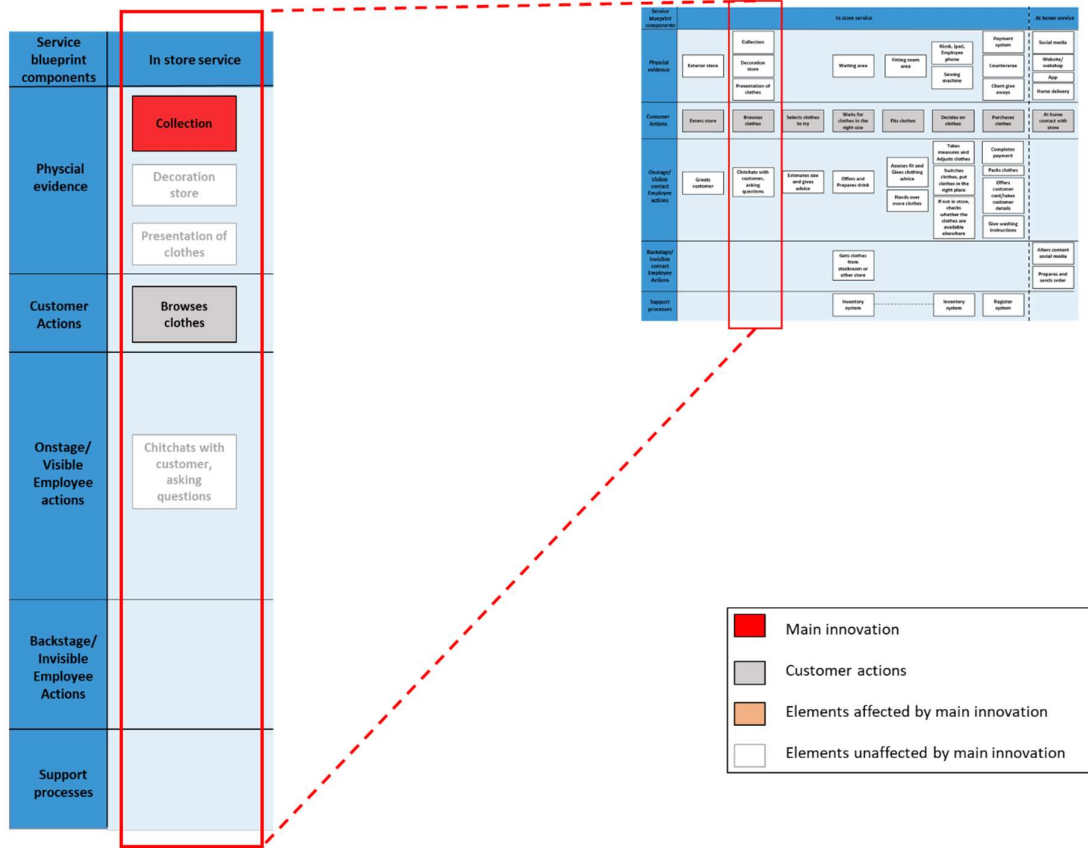 Service
blueprint
components
In store service
Physcial
evidence
Collection
Decoration
store
Presentation of
clothes
Customer
Actions
Browses
clothes
Onstage/
Visible
Employee
actions
Chitchats with
customer,
asking
questions
Backstage/
Invisible
Employee
Actions
Support
processes
Service
blueprint
components
In store service
At home service
Physcial
evidence
Exterior store
Collection
Decoration
store
Presentation of
clothes
Waiting area
Fitting room
area
Kiosk, Ipad,
Employee
phone
Sewing
machine
Payment
system
Counterarea
Client give
aways
Social media
Website/
webshop
App
Home delivery
Customer
Actions
Enters store
Browses
clothes
Selects clothes
to try
Waits for
clothes in the
right size
Fits clothes
Decides on
clothes
Purchases
clothes
At home
contact with
store
Onstage/
Visible
contact
Employee
actions
Greets
customer
Chitchats with
customer,
asking
questions
Estimates size
and gives
advice
Offers and
Prepares drink
Assess fit and
Gives clothing
advice
Hands over
more clothes
Takes
measures and
Adjusts clothes
Switches
clothes, put
clothes in the
right place
If not in store,
checks
whether the
clothes are
available
elsewhere
Completes
payment
Packs clothes
Offers
customer
card/takes
customer
details
Give washing
instructions
Backstage/
Invisible
contact
Employee
Actions
Gets clothes
from
stockroom or
other store
Alters content
social media
Prepares and
sends order
Support
processes
Inventory
system
Inventory
system
Register
system
Main innovation
Customer actions
Elements affected by main innovation
Elements unaffected by main innovation